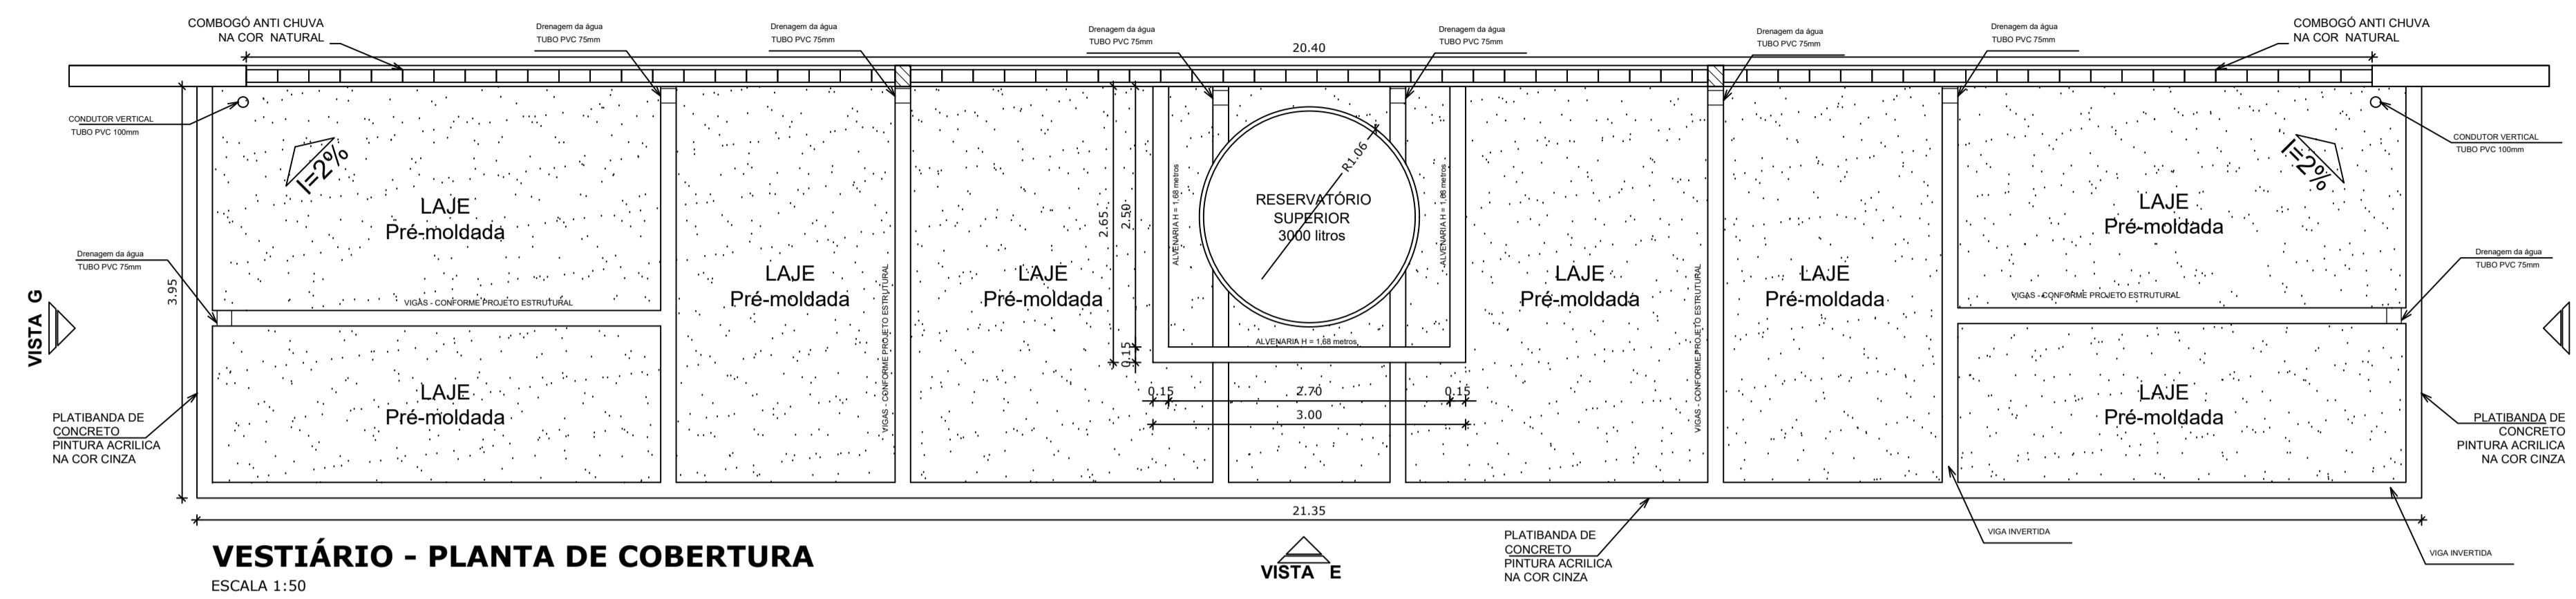 COMBOGÓ ANTI CHUVA
NA COR NATURAL
Drenagem da água
TUBO PVC 75mm
Drenagem da água
TUBO PVC 75mm
Drenagem da água
TUBO PVC 75mm
20.40
Drenagem da água
TUBO PVC 75mm
Drenagem da água
TUBO PVC 75mm
Drenagem da água
TUBO PVC 75mm
COMBOGÓ ANTI CHUVA
NA COR NATURAL
CONDUTOR VERTICAL
TUBO PVC 100mm
I=2%
LAJE
Pré-moldada
VIGAS - CONFORME PROJETO ESTRUTURAL
Drenagem da água
TUBO PVC 75mm
3.95
VISTA G
LAJE
Pré-moldada
PLATIBANDA DE
CONCRETO
PINTURA ACRILICA
NA COR CINZA
LAJE
Pré-moldada
VIGAS - CONFORME PROJETO ESTRUTURAL
LAJE
Pré-moldada
2.65
2.50
0.15
ALVENARIA H = 1,68 metros
R1.06
RESERVATÓRIO
SUPERIOR
3000 litros
ALVENARIA H = 1,68 metros
ALVENARIA H = 1,68 metros
0.15
2.70
0.15
3.00
LAJE
Pré-moldada
VIGAS - CONFORME PROJETO ESTRUTURAL
LAJE
Pré-moldada
I=2%
LAJE
Pré-moldada
VIGAS - CONFORME PROJETO ESTRUTURAL
LAJE
Pré-moldada
CONDUTOR VERTICAL
TUBO PVC 100mm
Drenagem da água
TUBO PVC 75mm
PLATIBANDA DE
CONCRETO
PINTURA ACRILICA
NA COR CINZA
21.35
VIGA INVERTIDA
VIGA INVERTIDA
PLATIBANDA DE
CONCRETO
PINTURA ACRILICA
NA COR CINZA
VISTA E
VESTIÁRIO - PLANTA DE COBERTURA
ESCALA 1:50